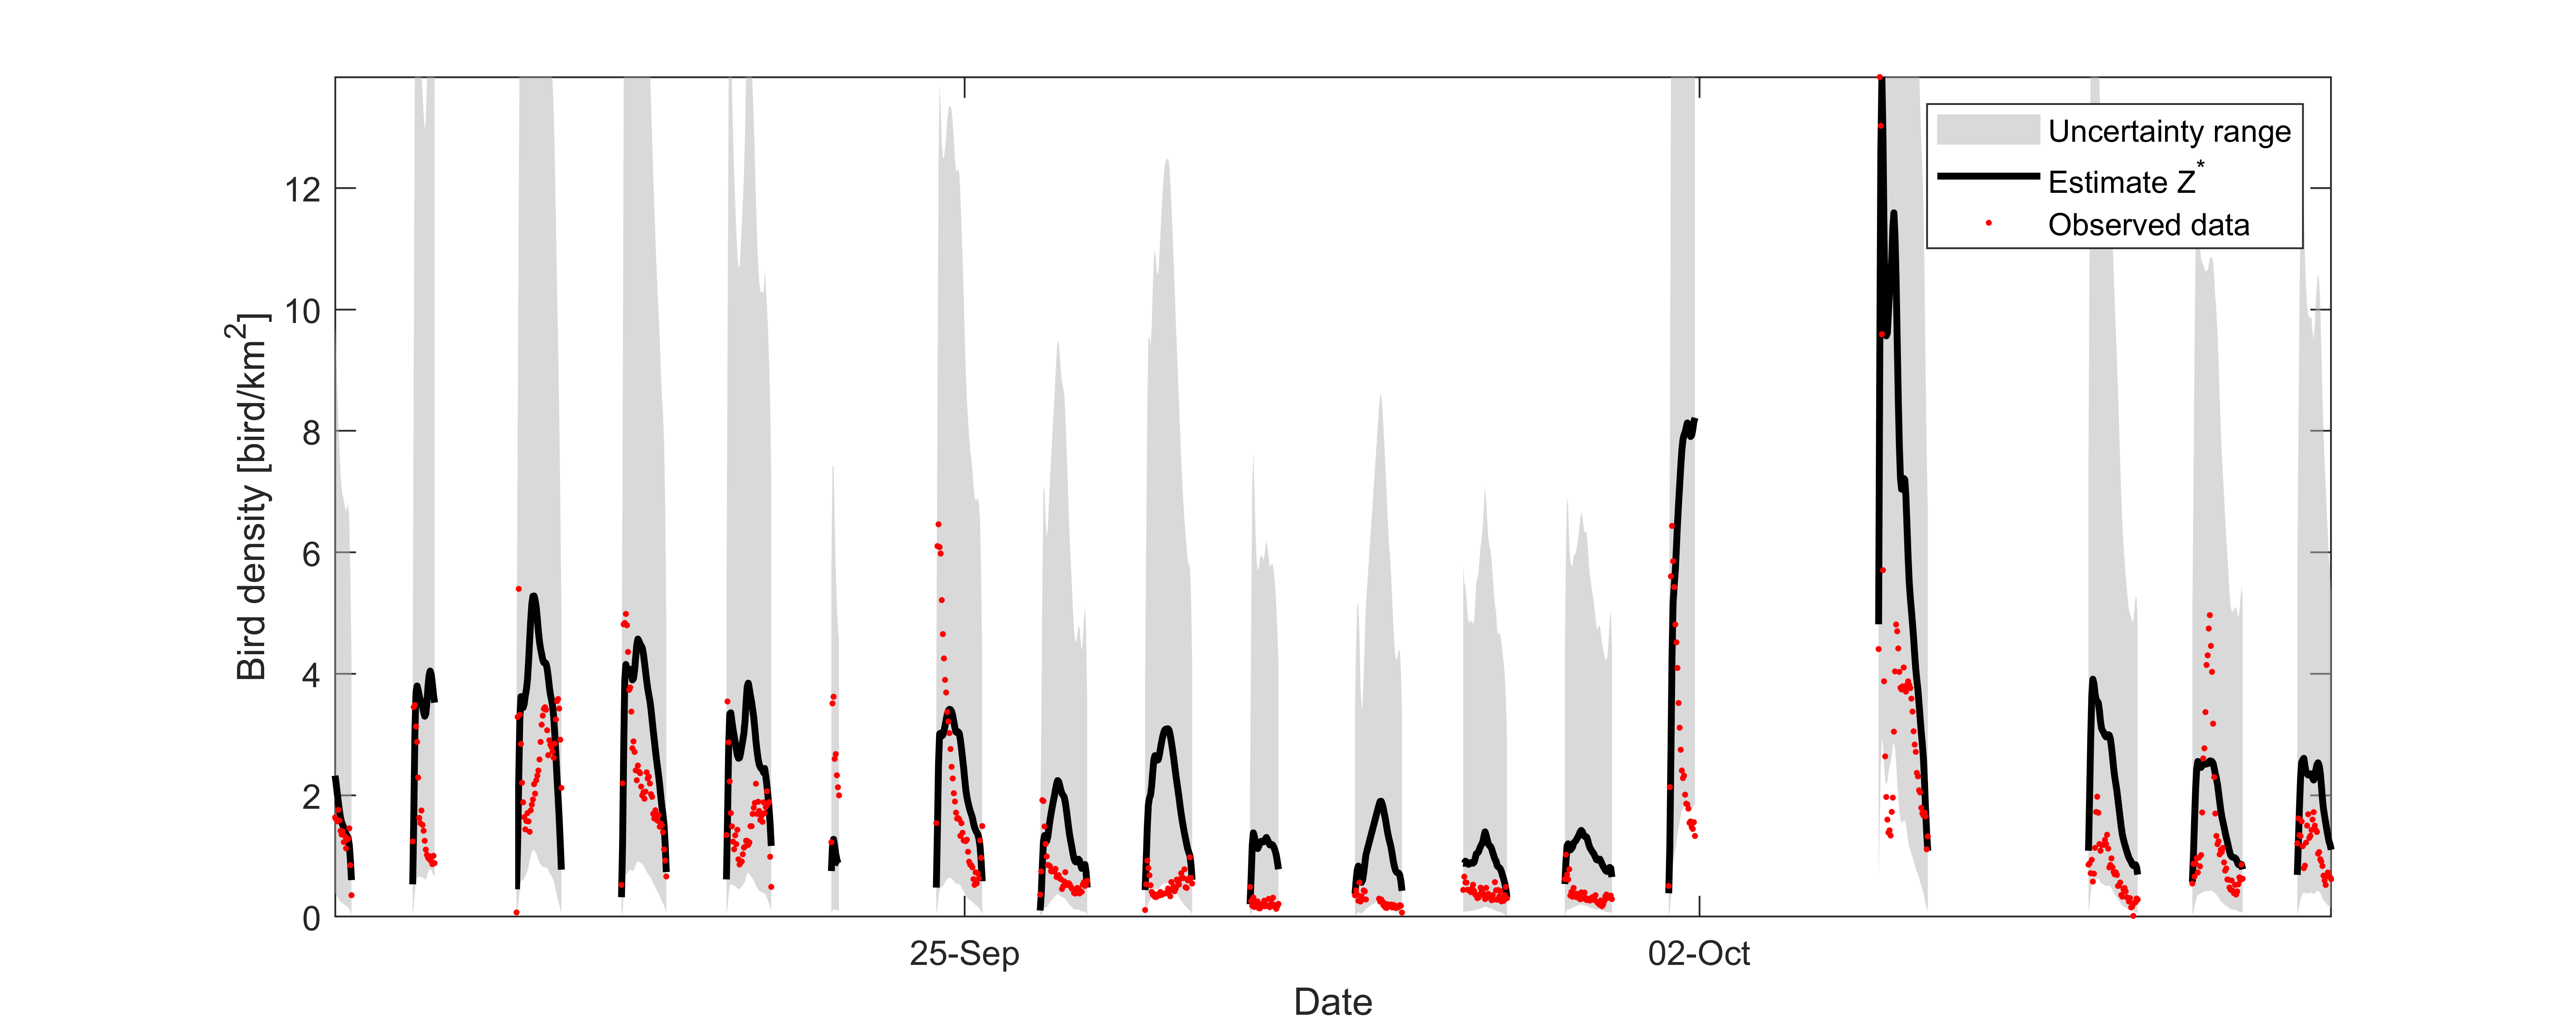 Uncertainty range
Estimate Z*
Observed data
12
10
8
6
4
2
0
Bird density [bird/km²]
25-Sep
02-Oct
Date